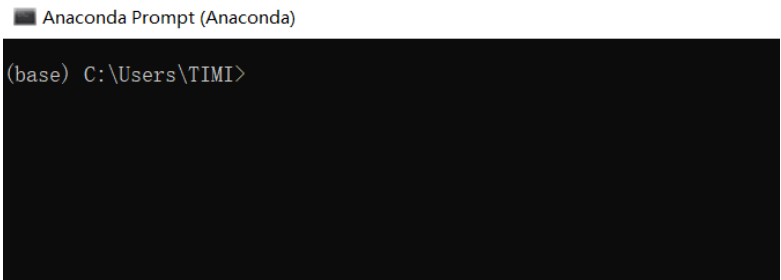 Anaconda Prompt (Anaconda)
(base) C:\Users\TIMI>